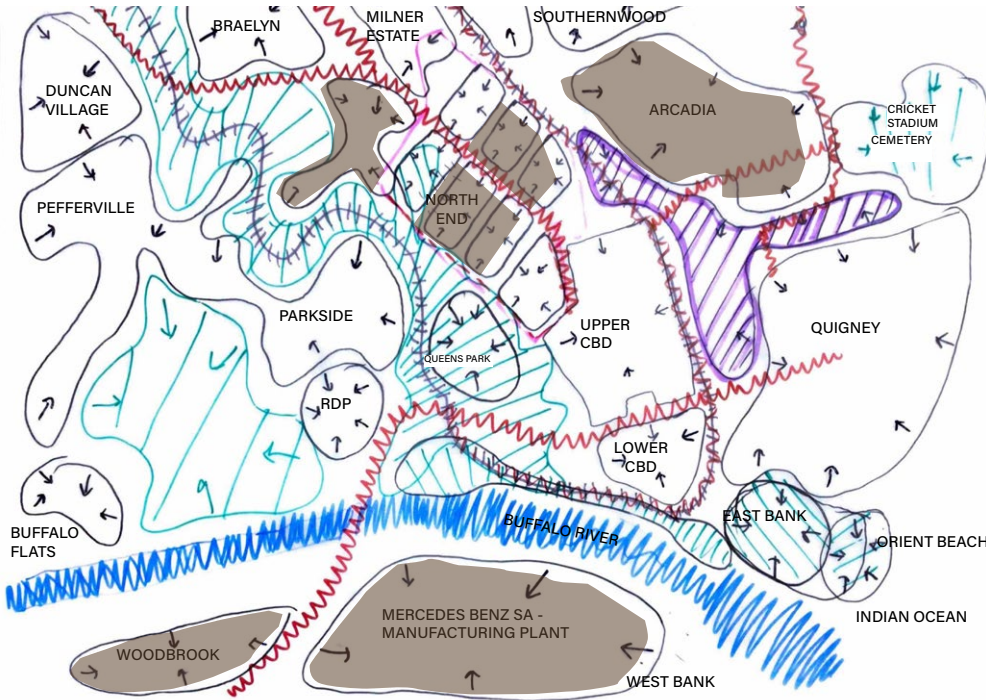 BRAELYN
MILNER
ESTATE
SOUTHERNWOOD
DUNCAN
VILLAGE
ARCADIA
CRICKET
STADIUM
CEMETERY
PEFFERVILLE
NORTH
END
PARKSIDE
UPPER
CBD
QUIGNEY
QUEENS PARK
RDP
LOWER
CBD
BUFFALO
FLATS
BUFFALO RIVER
EAST BANK
ORIENT BEACH
INDIAN OCEAN
MERCEDES BENZ SA -
MANUFACTURING PLANT
WOODBROOK
WEST BANK